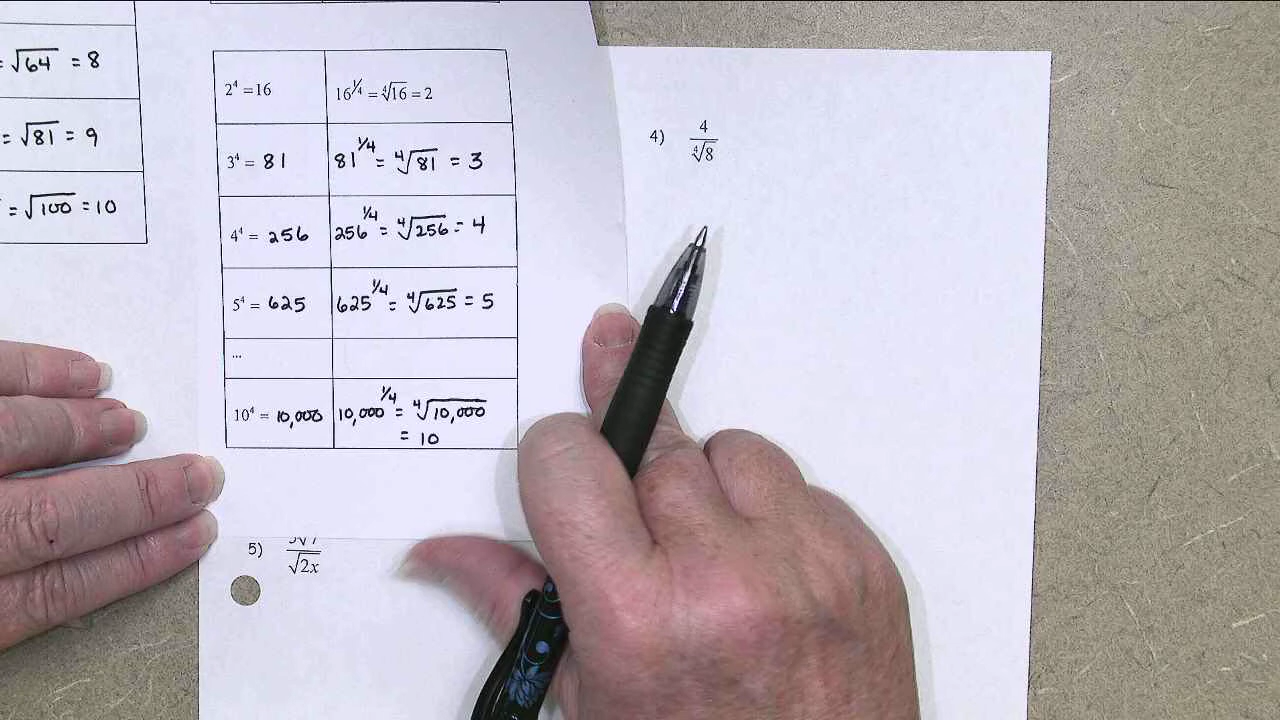 = √64 = 8
= √81 = 9
= √100 = 10
2⁴ = 16
16^¼ = ⁴√16 = 2
3⁴ = 81
81^¼ = ⁴√81 = 3
4⁴ = 256
256^¼ = ⁴√256 = 4
5⁴ = 625
625^¼ = ⁴√625 = 5
...
10⁴ = 10,000
10,000^¼ = ⁴√10,000
= 10
4) 4/⁴√8
5)
√2x